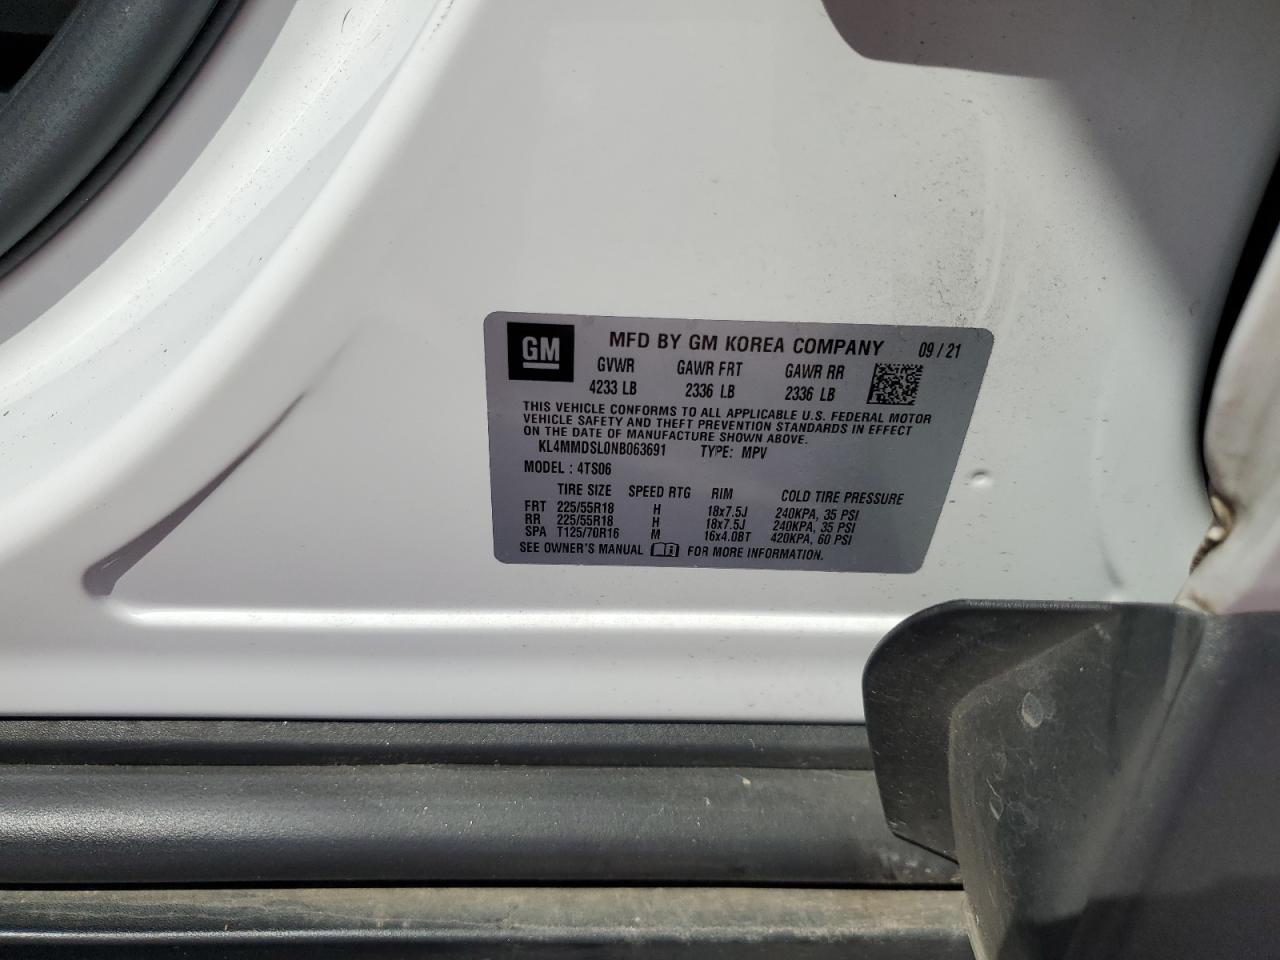 GM MFD BY GM KOREA COMPANY 09/21
GVWR GAWR FRT GAWR RR
4233 LB 2336 LB 2336 LB
THIS VEHICLE CONFORMS TO ALL APPLICABLE U.S. FEDERAL MOTOR
VEHICLE SAFETY AND THEFT PREVENTION STANDARDS IN EFFECT
ON THE DATE OF MANUFACTURE SHOWN ABOVE.
KL4MMDSL0NB063691 TYPE: MPV
MODEL : 4TS06
TIRE SIZE SPEED RTG RIM COLD TIRE PRESSURE
FRT 225/55R18 H 18x7.5J 240KPA, 35 PSI
RR 225/55R18 H 18x7.5J 240KPA, 35 PSI
SPA T125/70R16 M 16x4.0BT 420KPA, 60 PSI
SEE OWNER'S MANUAL FOR MORE INFORMATION.